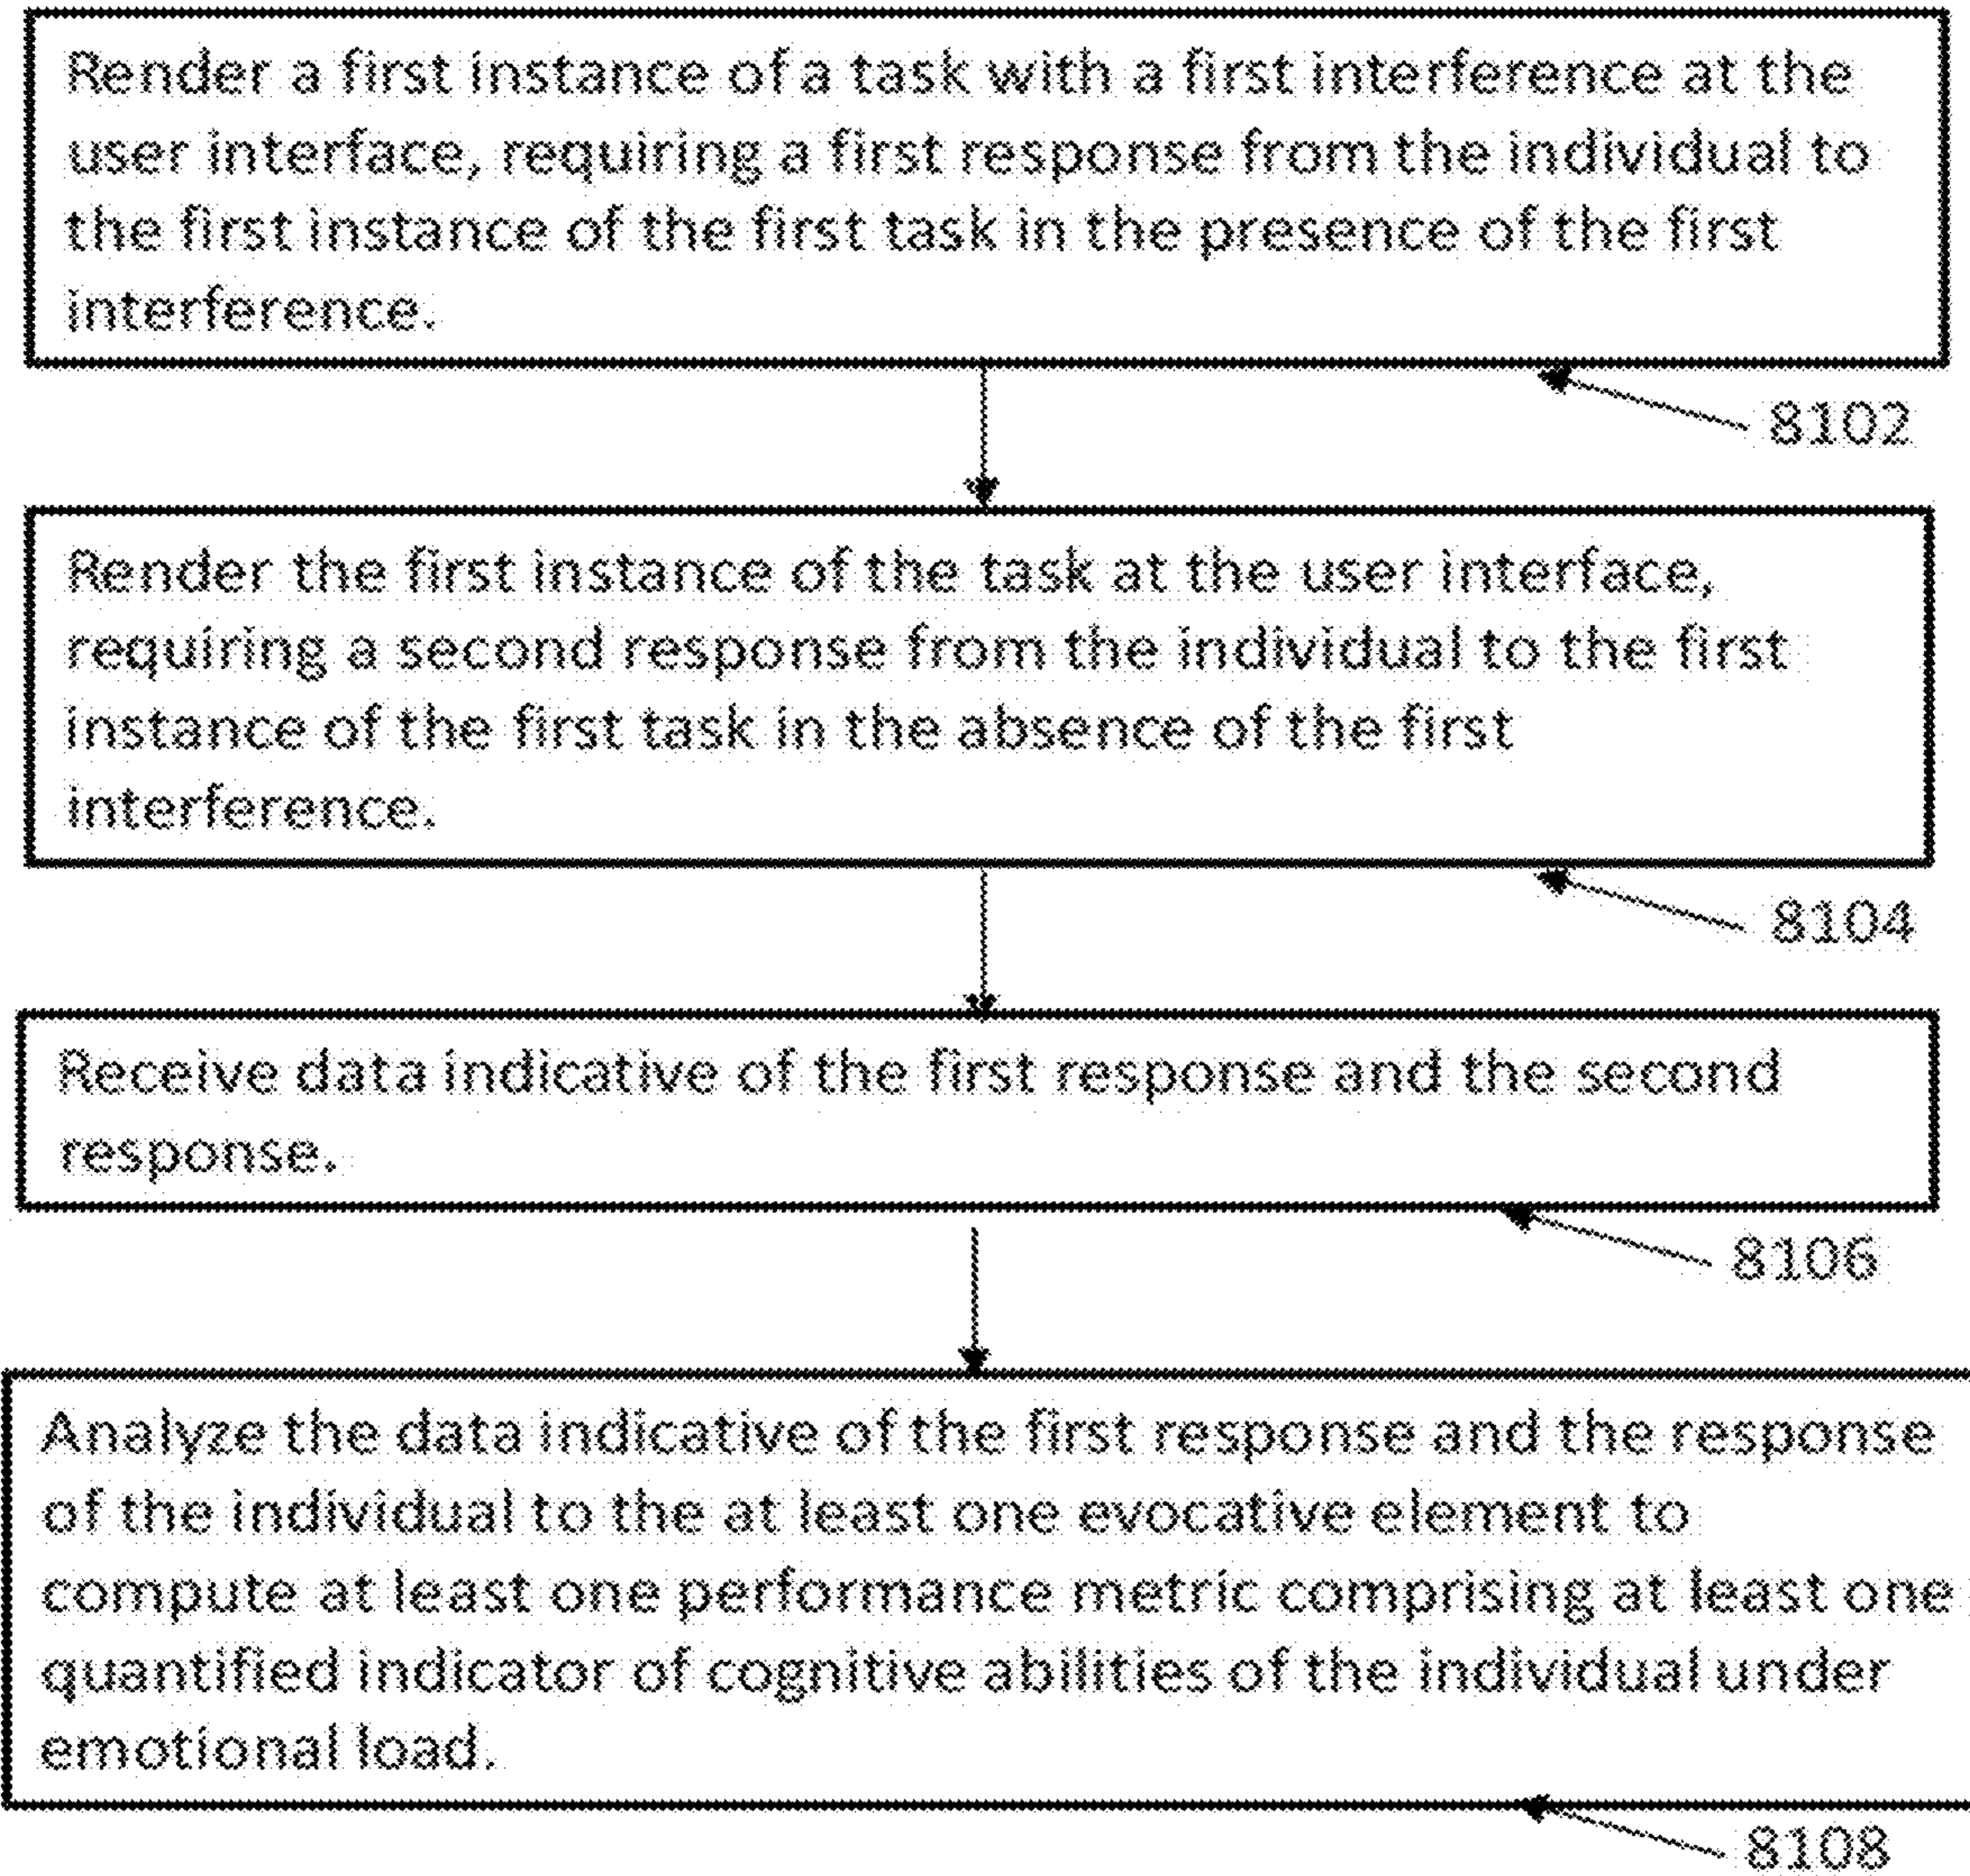 Render a first instance of a task with a first interference at the
user interface, requiring a first response from the individual to
the first instance of the first task in the presence of the first
interference.
8102
Render the first instance of the task at the user interface,
requiring a second response from the individual to the first
instance of the first task in the absence of the first
interference.
8104
Receive data indicative of the first response and the second
response.
8106
Analyze the data indicative of the first response and the response
of the individual to the at least one evocative element to
compute at least one performance metric comprising at least one
quantified indicator of cognitive abilities of the individual under
emotional load.
8108